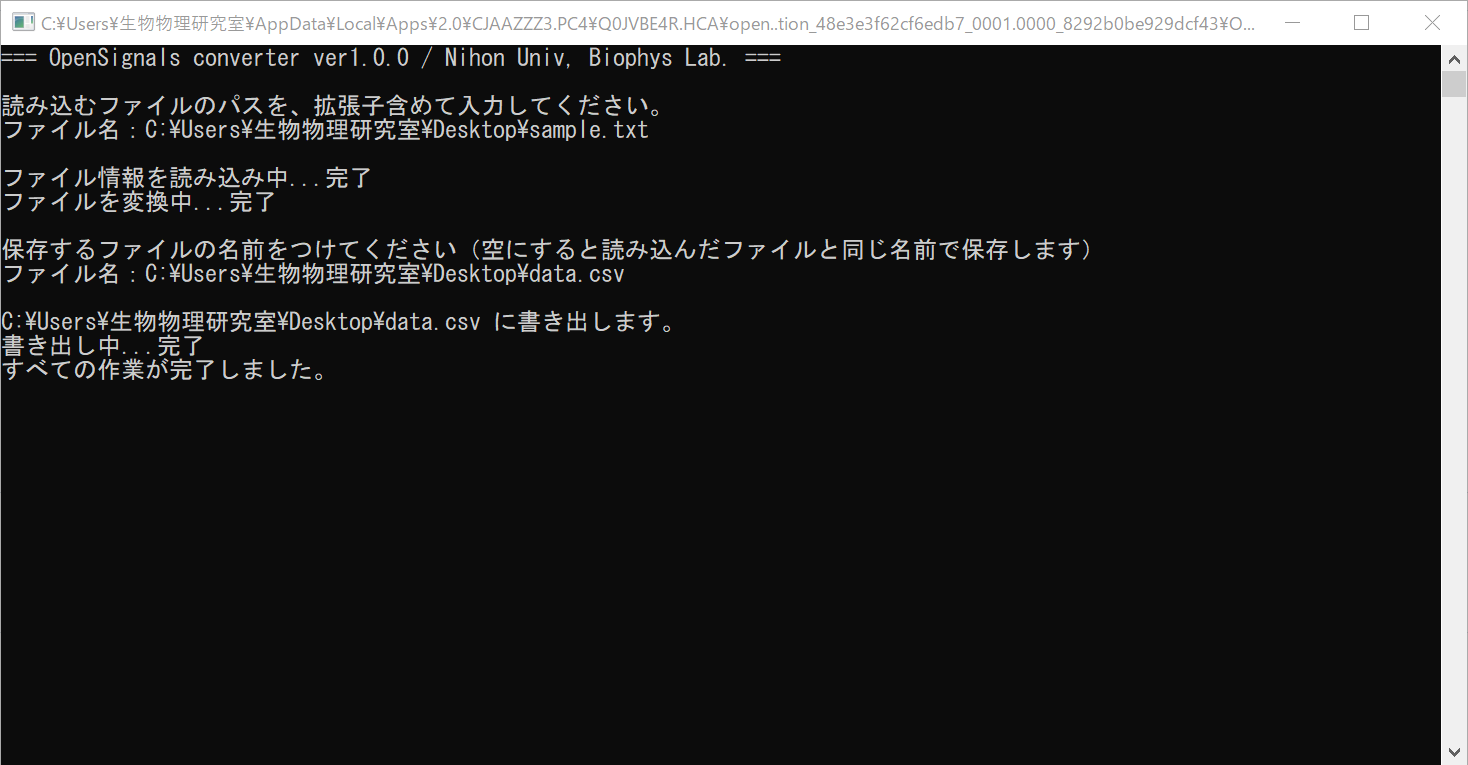 C:¥Users¥生物物理研究室¥AppData¥Local¥Apps¥2.0¥CJAAZZZ3.PC4¥Q0JVBE4R.HCA¥open..tion_48e3e3f62cf6edb7_0001.0000_8292b0be929dcf43¥O...
=== OpenSignals converter ver1.0.0 / Nihon Univ, Biophys Lab. ===
読み込むファイルのパスを、拡張子含めて入力してください。
ファイル名：C:¥Users¥生物物理研究室¥Desktop¥sample.txt
ファイル情報を読み込み中...完了
ファイルを変換中...完了
保存するファイルの名前をつけてください（空にすると読み込んだファイルと同じ名前で保存します）
ファイル名：C:¥Users¥生物物理研究室¥Desktop¥data.csv
C:¥Users¥生物物理研究室¥Desktop¥data.csv に書き出します。
書き出し中...完了
すべての作業が完了しました。